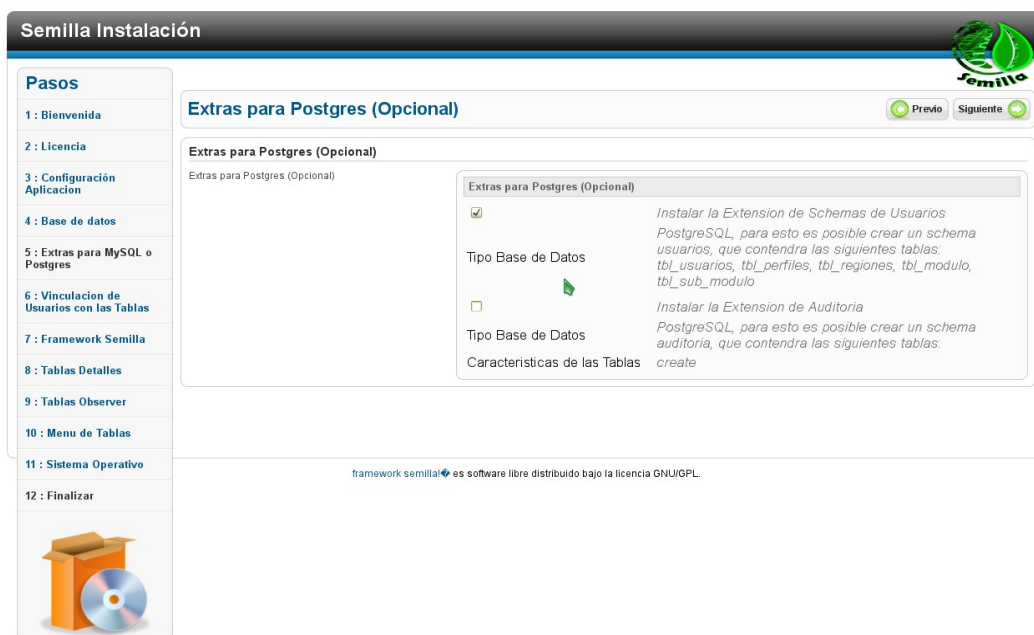 Semilla Instalación
Semilla
Pasos
1 : Bienvenida
2 : Licencia
3 : Configuración
Aplicacion
4 : Base de datos
5 : Extras para MySQL o
Postgres
6 : Vinculacion de
Usuarios con las Tablas
7 : Framework Semilla
8 : Tablas Detalles
9 : Tablas Observer
10 : Menu de Tablas
11 : Sistema Operativo
12 : Finalizar
Extras para Postgres (Opcional)
Previo
Siguiente
Extras para Postgres (Opcional)
Extras para Postgres (Opcional)
Extras para Postgres (Opcional)
Instalar la Extension de Schemas de Usuarios
Tipo Base de Datos
PostgreSQL, para esto es posible crear un schema
usuarios, que contendra las siguientes tablas:
tbl_usuarios, tbl_perfiles, tbl_regiones, tbl_modulo,
tbl_sub_modulo
Instalar la Extension de Auditoria
Tipo Base de Datos
PostgreSQL, para esto es posible crear un schema
auditoria, que contendra las siguientes tablas:
Caracteristicas de las Tablas
create
framework semilla!� es software libre distribuido bajo la licencia GNU/GPL.